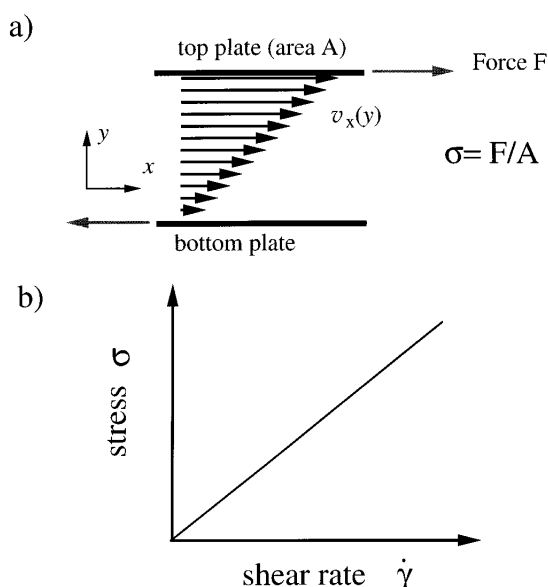 a)
top plate (area A)
Force F
vx(y)
y
σ= F/A
x
bottom plate
b)
stress σ
shear rate γ̇